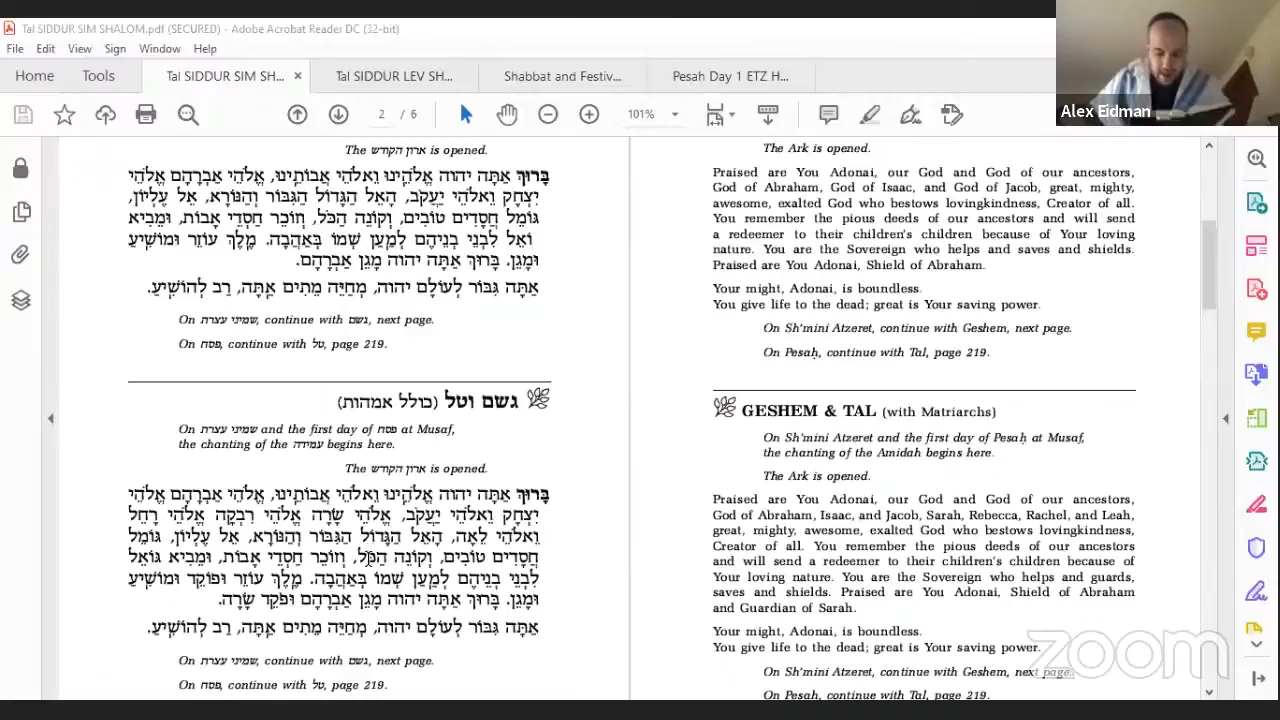 Tal SIDDUR SIM SHALOM.pdf (SECURED) - Adobe Acrobat Reader DC (32-bit)
File Edit View Sign Window Help
Home Tools Tal SIDDUR SIM SH... × Tal SIDDUR LEV SH... Shabbat and Festiv... Pesah Day 1 ETZ H...
2 / 6 101%
Alex Eidman
The ארון הקודש is opened.
בָּרוּךְ אַתָּה יהוה אֱלֹהֵֽינוּ וֵאלֹהֵי אֲבוֹתֵֽינוּ, אֱלֹהֵי אַבְרָהָם אֱלֹהֵי
יִצְחָק וֵאלֹהֵי יַעֲקֹב, הָאֵל הַגָּדוֹל הַגִּבּוֹר וְהַנּוֹרָא, אֵל עֶלְיוֹן,
גּוֹמֵל חֲסָדִים טוֹבִים, וְקוֹנֵה הַכֹּל, וְזוֹכֵר חַסְדֵי אָבוֹת, וּמֵבִיא
גוֹאֵל לִבְנֵי בְנֵיהֶם לְמַֽעַן שְׁמוֹ בְּאַהֲבָה. מֶֽלֶךְ עוֹזֵר וּמוֹשִֽׁיעַ
וּמָגֵן. בָּרוּךְ אַתָּה יהוה מָגֵן אַבְרָהָם.
אַתָּה גִּבּוֹר לְעוֹלָם יהוה, מְחַיֵּה מֵתִים אַֽתָּה, רַב לְהוֹשִֽׁיעַ.
On שמיני עצרת, continue with גשם, next page.
On פסח, continue with טל, page 219.
גשם וטל (כולל אמהות)
On שמיני עצרת and the first day of פסח at Musaf,
the chanting of the עמידה begins here.
The ארון הקודש is opened.
בָּרוּךְ אַתָּה יהוה אֱלֹהֵֽינוּ וֵאלֹהֵי אֲבוֹתֵֽינוּ, אֱלֹהֵי אַבְרָהָם אֱלֹהֵי
יִצְחָק וֵאלֹהֵי יַעֲקֹב, אֱלֹהֵי שָׂרָה אֱלֹהֵי רִבְקָה אֱלֹהֵי רָחֵל
וֵאלֹהֵי לֵאָה, הָאֵל הַגָּדוֹל הַגִּבּוֹר וְהַנּוֹרָא, אֵל עֶלְיוֹן, גּוֹמֵל
חֲסָדִים טוֹבִים, וְקוֹנֵה הַכֹּל, וְזוֹכֵר חַסְדֵי אָבוֹת, וּמֵבִיא גוֹאֵל
לִבְנֵי בְנֵיהֶם לְמַֽעַן שְׁמוֹ בְּאַהֲבָה. מֶֽלֶךְ עוֹזֵר וּפוֹקֵד וּמוֹשִֽׁיעַ
וּמָגֵן. בָּרוּךְ אַתָּה יהוה מָגֵן אַבְרָהָם וּפֹקֵד שָׂרָה.
אַתָּה גִּבּוֹר לְעוֹלָם יהוה, מְחַיֵּה מֵתִים אַֽתָּה, רַב לְהוֹשִֽׁיעַ.
On שמיני עצרת, continue with גשם, next page.
On פסח, continue with טל, page 219.
The Ark is opened.
Praised are You Adonai, our God and God of our ancestors,
God of Abraham, God of Isaac, and God of Jacob, great, mighty,
awesome, exalted God who bestows lovingkindness, Creator of all.
You remember the pious deeds of our ancestors and will send
a redeemer to their children's children because of Your loving
nature. You are the Sovereign who helps and saves and shields.
Praised are You Adonai, Shield of Abraham.
Your might, Adonai, is boundless.
You give life to the dead; great is Your saving power.
On Sh'mini Atzeret, continue with Geshem, next page.
On Pesaḥ, continue with Tal, page 219.
GESHEM & TAL (with Matriarchs)
On Sh'mini Atzeret and the first day of Pesaḥ at Musaf,
the chanting of the Amidah begins here.
The Ark is opened.
Praised are You Adonai, our God and God of our ancestors,
God of Abraham, Isaac, and Jacob, Sarah, Rebecca, Rachel, and Leah,
great, mighty, awesome, exalted God who bestows lovingkindness,
Creator of all. You remember the pious deeds of our ancestors
and will send a redeemer to their children's children because of
Your loving nature. You are the Sovereign who helps and guards,
saves and shields. Praised are You Adonai, Shield of Abraham
and Guardian of Sarah.
Your might, Adonai, is boundless.
You give life to the dead; great is Your saving power.
On Sh'mini Atzeret, continue with Geshem, next page.
On Pesaḥ, continue with Tal, page 219.
zoom